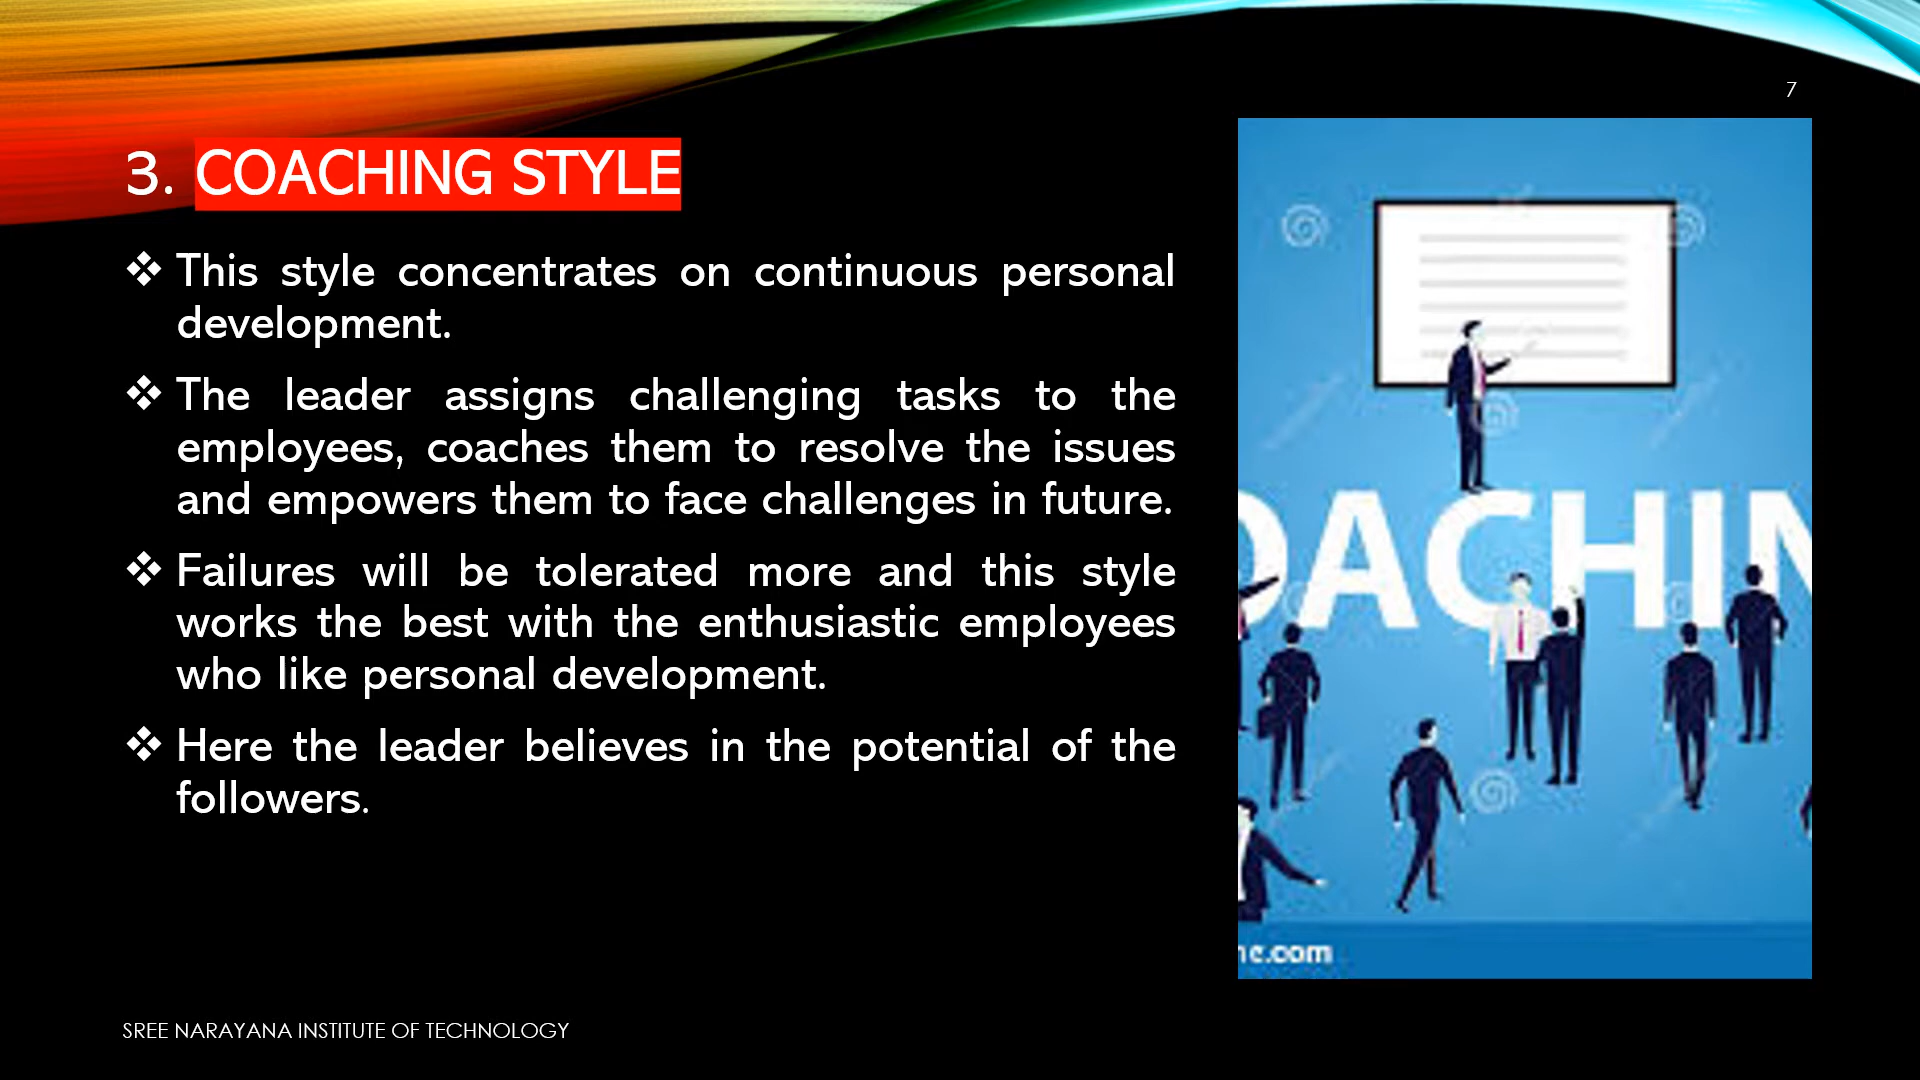 7
3. COACHING STYLE
❖ This style concentrates on continuous personal
development.
❖ The leader assigns challenging tasks to the
employees, coaches them to resolve the issues
and empowers them to face challenges in future.
❖ Failures will be tolerated more and this style
works the best with the enthusiastic employees
who like personal development.
❖ Here the leader believes in the potential of the
followers.
OACHIN
ne.com
SREE NARAYANA INSTITUTE OF TECHNOLOGY